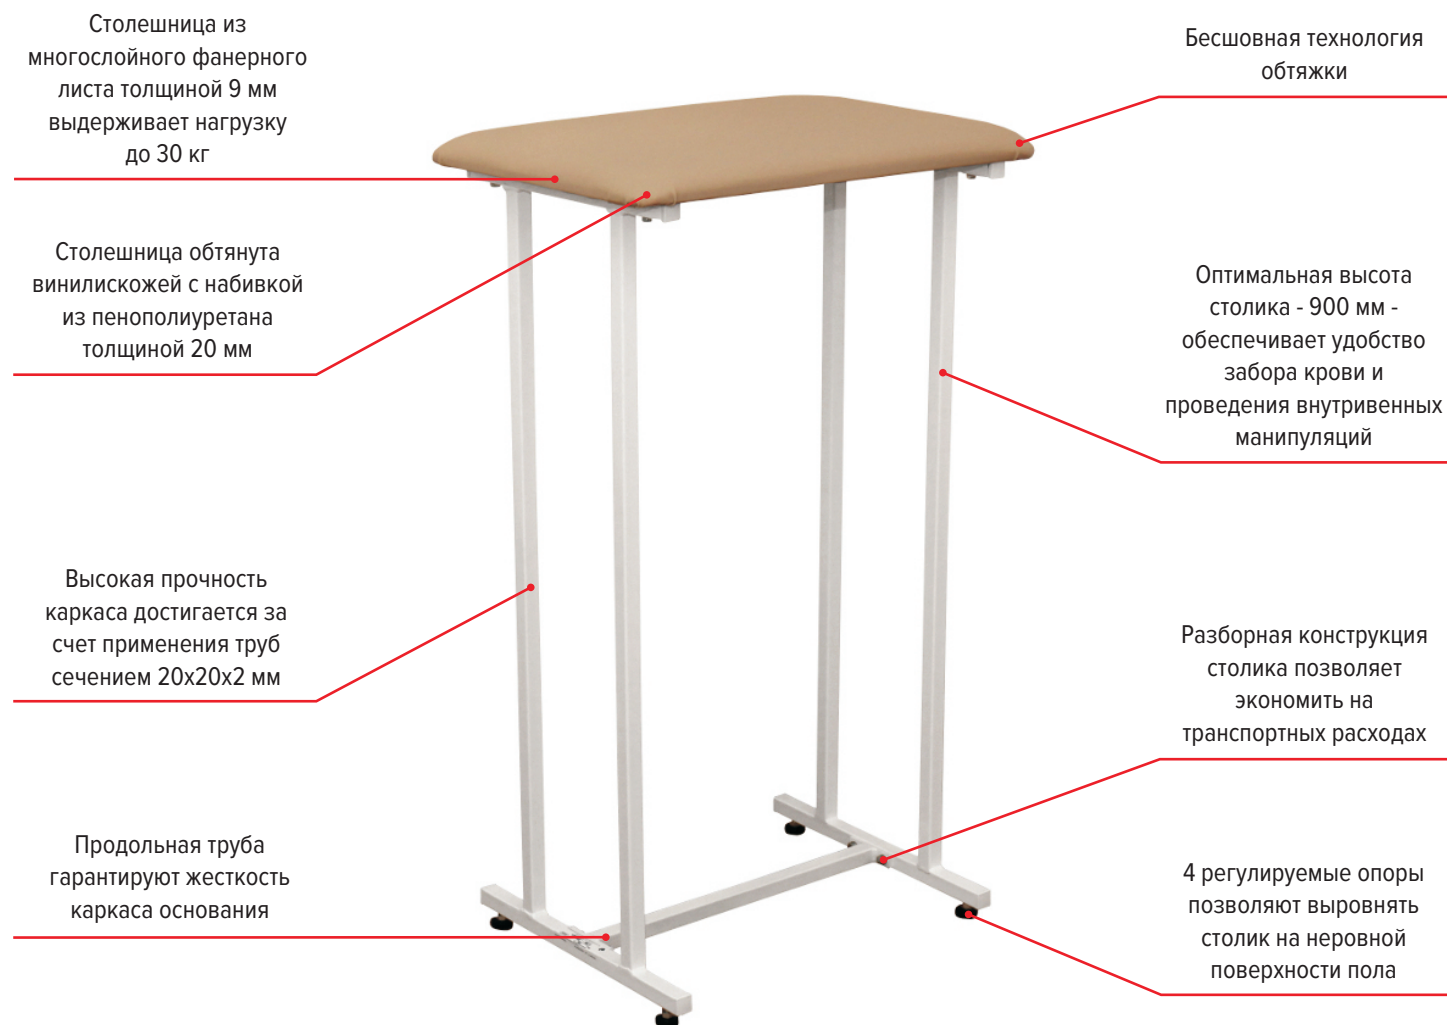 Столешница из
многослойного фанерного
листа толщиной 9 мм
выдерживает нагрузку
до 30 кг
Столешница обтянута
винилискожей с набивкой
из пенополиуретана
толщиной 20 мм
Высокая прочность
каркаса достигается за
счет применения труб
сечением 20х20х2 мм
Продольная труба
гарантируют жесткость
каркаса основания
Бесшовная технология
обтяжки
Оптимальная высота
столика - 900 мм -
обеспечивает удобство
забора крови и
проведения внутривенных
манипуляций
Разборная конструкция
столика позволяет
экономить на
транспортных расходах
4 регулируемые опоры
позволяют выровнять
столик на неровной
поверхности пола